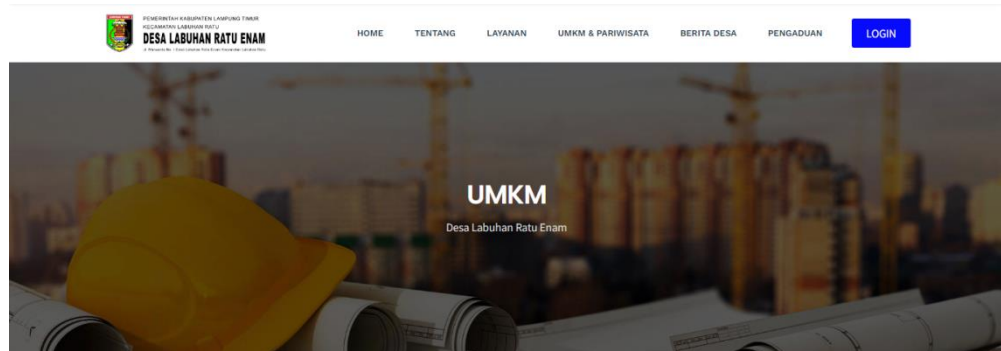 PEMERINTAH KABUPATEN LAMPUNG TIMUR
KECAMATAN LABUHAN RATU
DESA LABUHAN RATU ENAM
HOME TENTANG LAYANAN UMKM & PARIWISATA BERITA DESA PENGADUAN LOGIN
UMKM
Desa Labuhan Ratu Enam